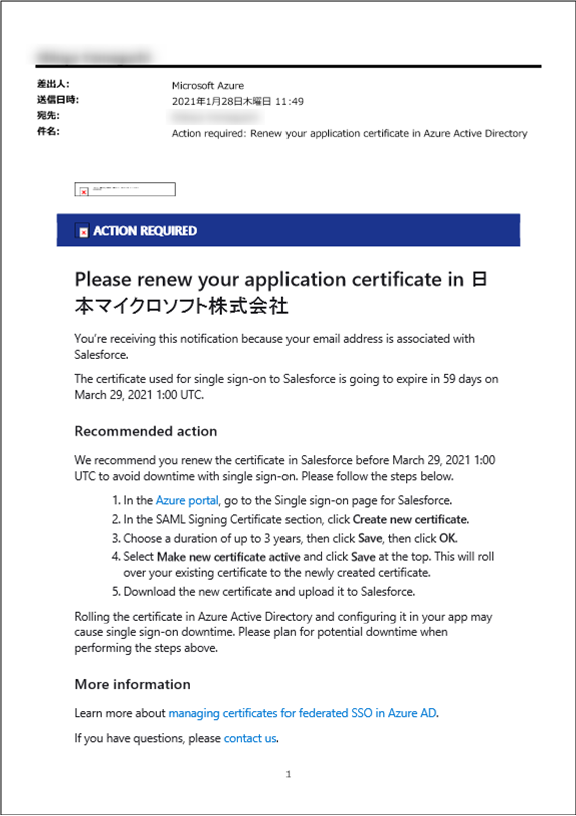 差出人:
Microsoft Azure
送信日時:
2021年1月28日木曜日 11:49
宛先:
件名:
Action required: Renew your application certificate in Azure Active Directory
ACTION REQUIRED
Please renew your application certificate in 日
本マイクロソフト株式会社
You're receiving this notification because your email address is associated with
Salesforce.
The certificate used for single sign-on to Salesforce is going to expire in 59 days on
March 29, 2021 1:00 UTC.
Recommended action
We recommend you renew the certificate in Salesforce before March 29, 2021 1:00
UTC to avoid downtime with single sign-on. Please follow the steps below.
1. In the Azure portal, go to the Single sign-on page for Salesforce.
2. In the SAML Signing Certificate section, click Create new certificate.
3. Choose a duration of up to 3 years, then click Save, then click OK.
4. Select Make new certificate active and click Save at the top. This will roll
over your existing certificate to the newly created certificate.
5. Download the new certificate and upload it to Salesforce.
Rolling the certificate in Azure Active Directory and configuring it in your app may
cause single sign-on downtime. Please plan for potential downtime when
performing the steps above.
More information
Learn more about managing certificates for federated SSO in Azure AD.
If you have questions, please contact us.
1